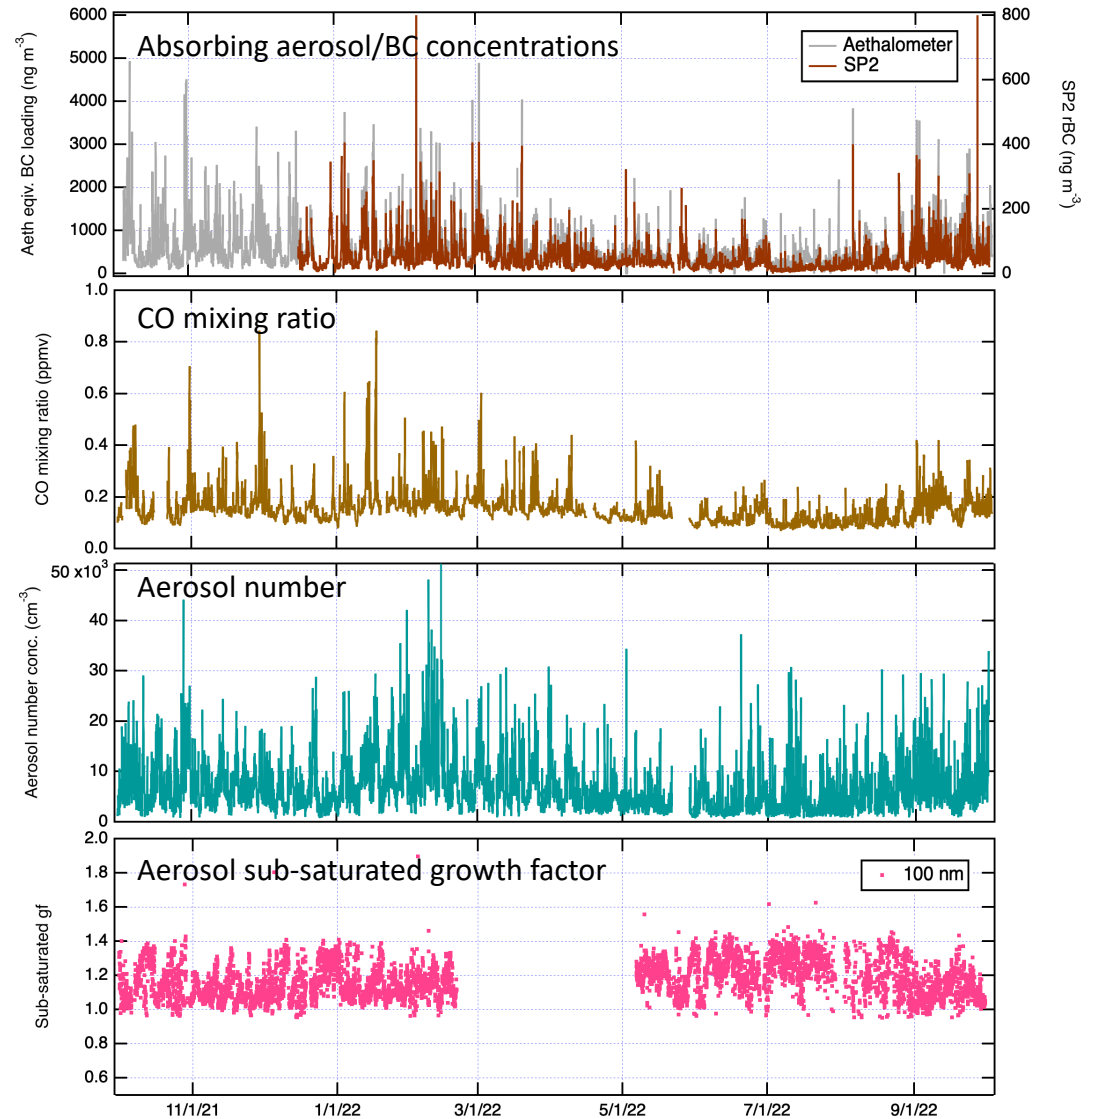 Absorbing aerosol/BC concentrations
Aethalometer
SP2
Aeth eqiv. BC loading (ng m-3)
6000
5000
4000
3000
2000
1000
0
SP2 rBC (ng m-3)
800
600
400
200
0
CO mixing ratio
CO mixing ratio (ppmv)
1.0
0.8
0.6
0.4
0.2
0.0
Aerosol number
Aerosol number conc. (cm-3)
50 x10³
40
30
20
10
0
Aerosol sub-saturated growth factor
100 nm
Sub-saturated gf
2.0
1.8
1.6
1.4
1.2
1.0
0.8
0.6
11/1/21 1/1/22 3/1/22 5/1/22 7/1/22 9/1/22